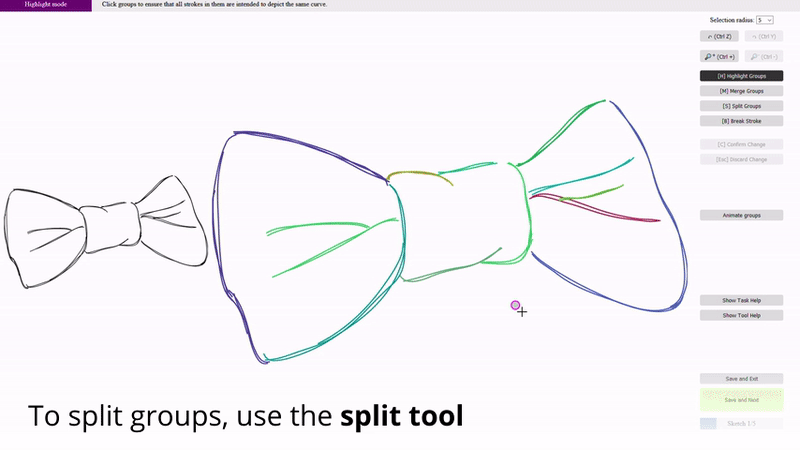 Highlight mode
Click groups to ensure that all strokes in them are intended to depict the same curve.
Selection radius: 5
(Ctrl Z)
(Ctrl Y)
(Ctrl +)
(Ctrl -)
[H] Highlight Groups
[M] Merge Groups
[S] Split Groups
[B] Break Stroke
[C] Confirm Change
[Esc] Discard Change
Animate groups
Show Task Help
Show Tool Help
Save and Exit
Save and Next
Sketch 1/1
To split groups, use the split tool